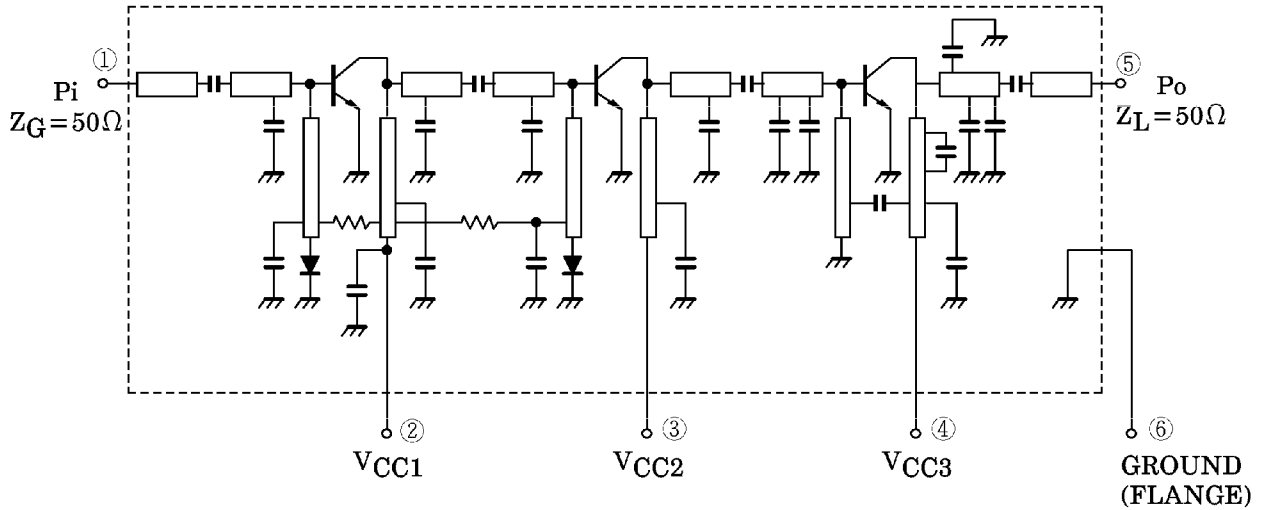 ①
Pi
ZG=50Ω
⑤
Po
ZL=50Ω
②
VCC1
③
VCC2
④
VCC3
⑥
GROUND
(FLANGE)